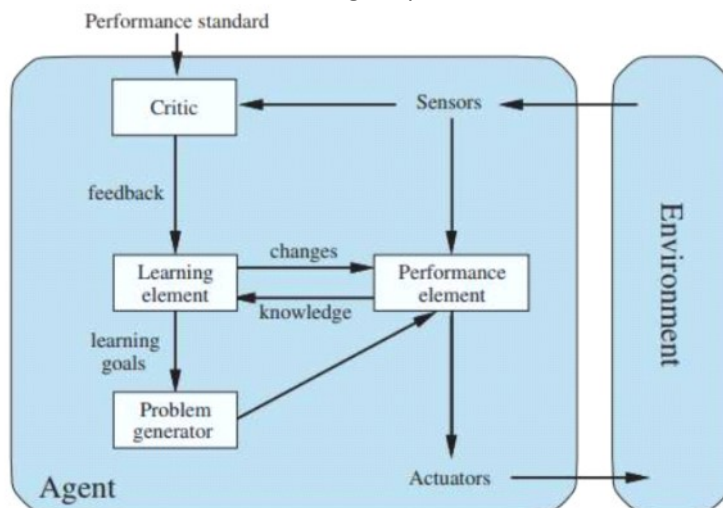 Performance standard
Critic
Sensors
feedback
Learning
element
changes
Performance
element
knowledge
learning
goals
Problem
generator
Agent
Actuators
Environment